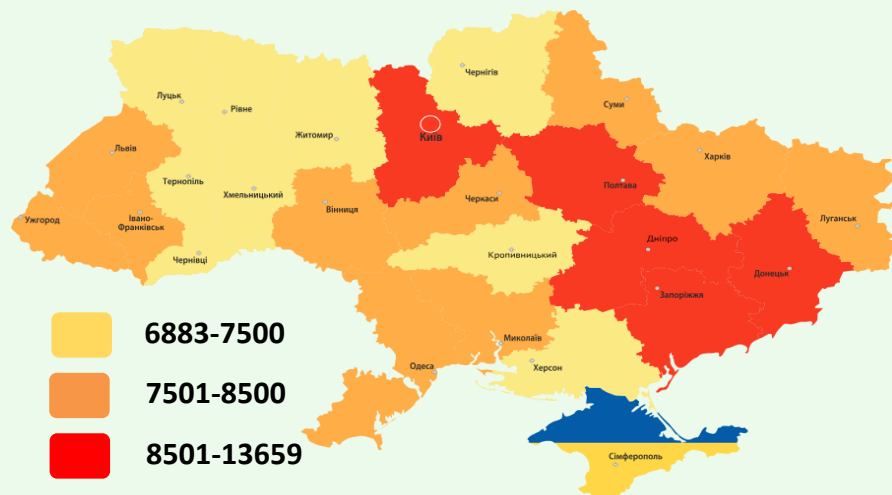 Чернігів
Луцьк
Рівне
Суми
Житомир
Київ
Львів
Харків
Тернопіль
Хмельницький
Полтава
Черкаси
Вінниця
Ужгород
Івано-
Франківськ
Луганськ
Чернівці
Кропивницький
Дніпро
Донецьк
Запоріжжя
6883-7500
Миколаїв
Одеса
Херсон
7501-8500
8501-13659
Сімферополь